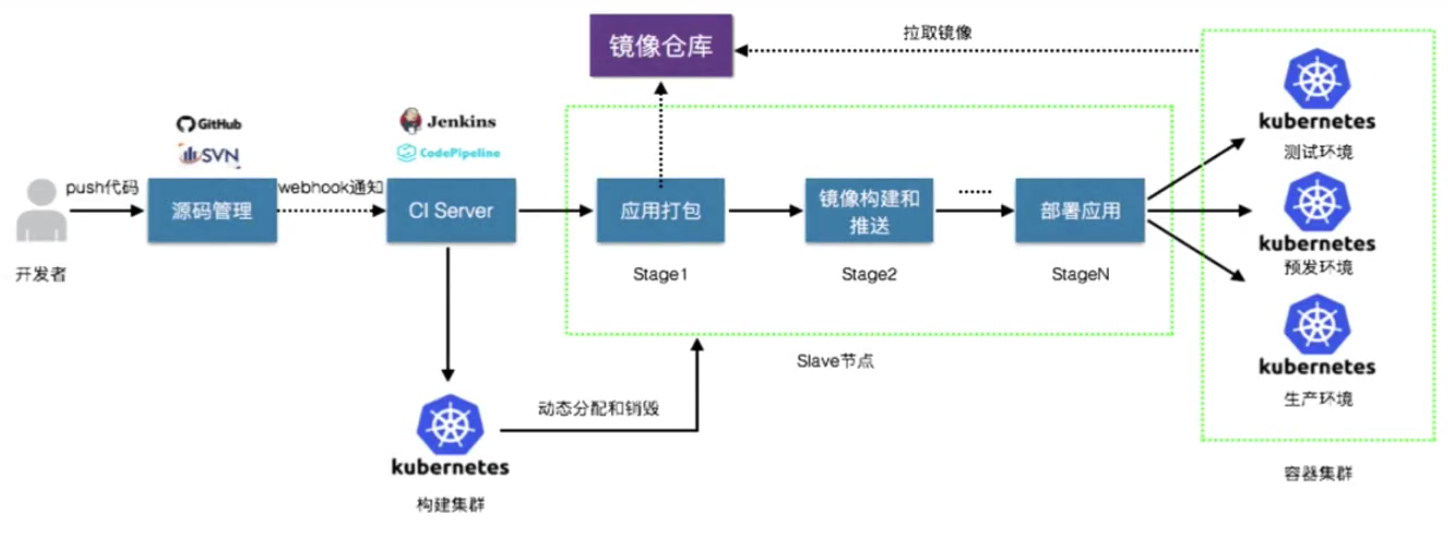 镜像仓库
拉取镜像
kubernetes
测试环境
GitHub
SVN
Jenkins
CodePipeline
push代码
源码管理
webhook通知
CI Server
应用打包
镜像构建和
推送
......
部署应用
kubernetes
预发环境
开发者
Stage1
Stage2
StageN
Slave节点
kubernetes
生产环境
动态分配和销毁
kubernetes
构建集群
容器集群